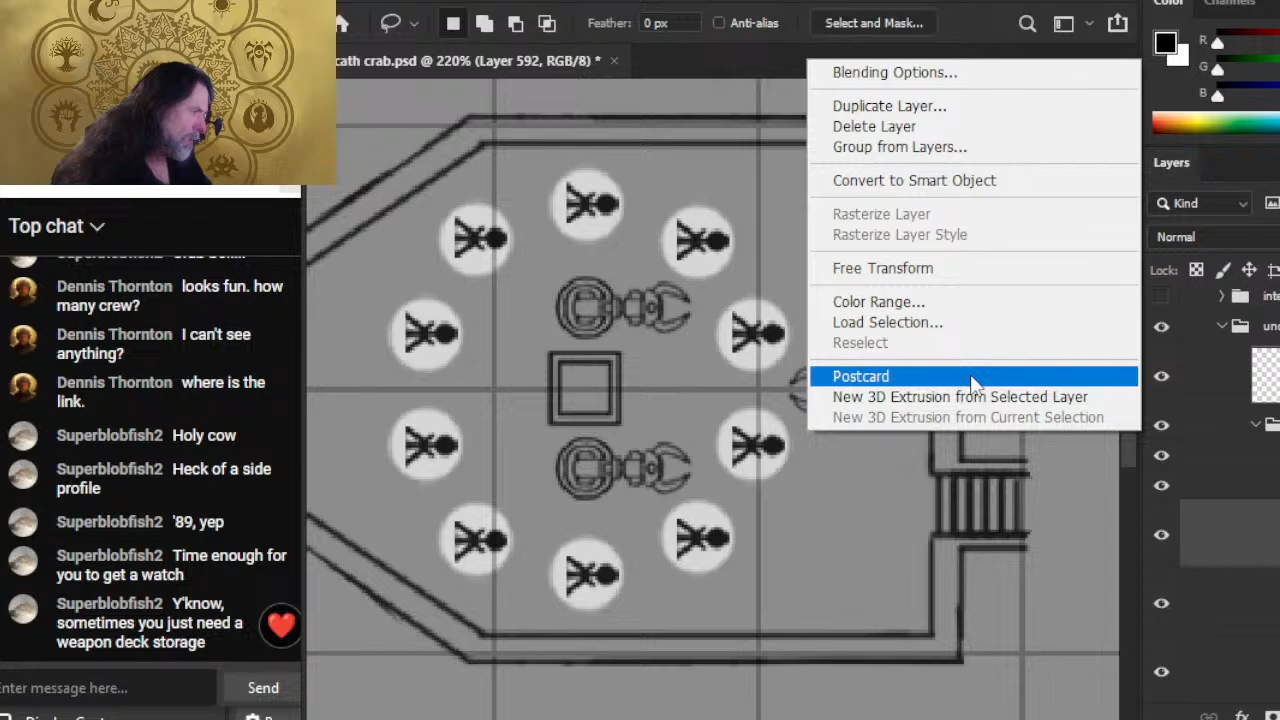 Feather:
0 px
Anti-alias
Select and Mask...
cath crab.psd @ 220% (Layer 592, RGB/8) *
Blending Options...
Duplicate Layer...
Delete Layer
Group from Layers...
Convert to Smart Object
Rasterize Layer
Rasterize Layer Style
Free Transform
Color Range...
Load Selection...
Reselect
Postcard
New 3D Extrusion from Selected Layer
New 3D Extrusion from Current Selection
Color
Channels
R
G
B
Layers
Kind
Normal
Lock:
Top chat
Dennis Thornton looks fun. how
many crew?
Dennis Thornton I can't see
anything?
Dennis Thornton where is the
link.
Superblobfish2 Holy cow
Superblobfish2 Heck of a side
profile
Superblobfish2 '89, yep
Superblobfish2 Time enough for
you to get a watch
Superblobfish2 Y'know,
sometimes you just need a
weapon deck storage
Enter message here...
Send
fx